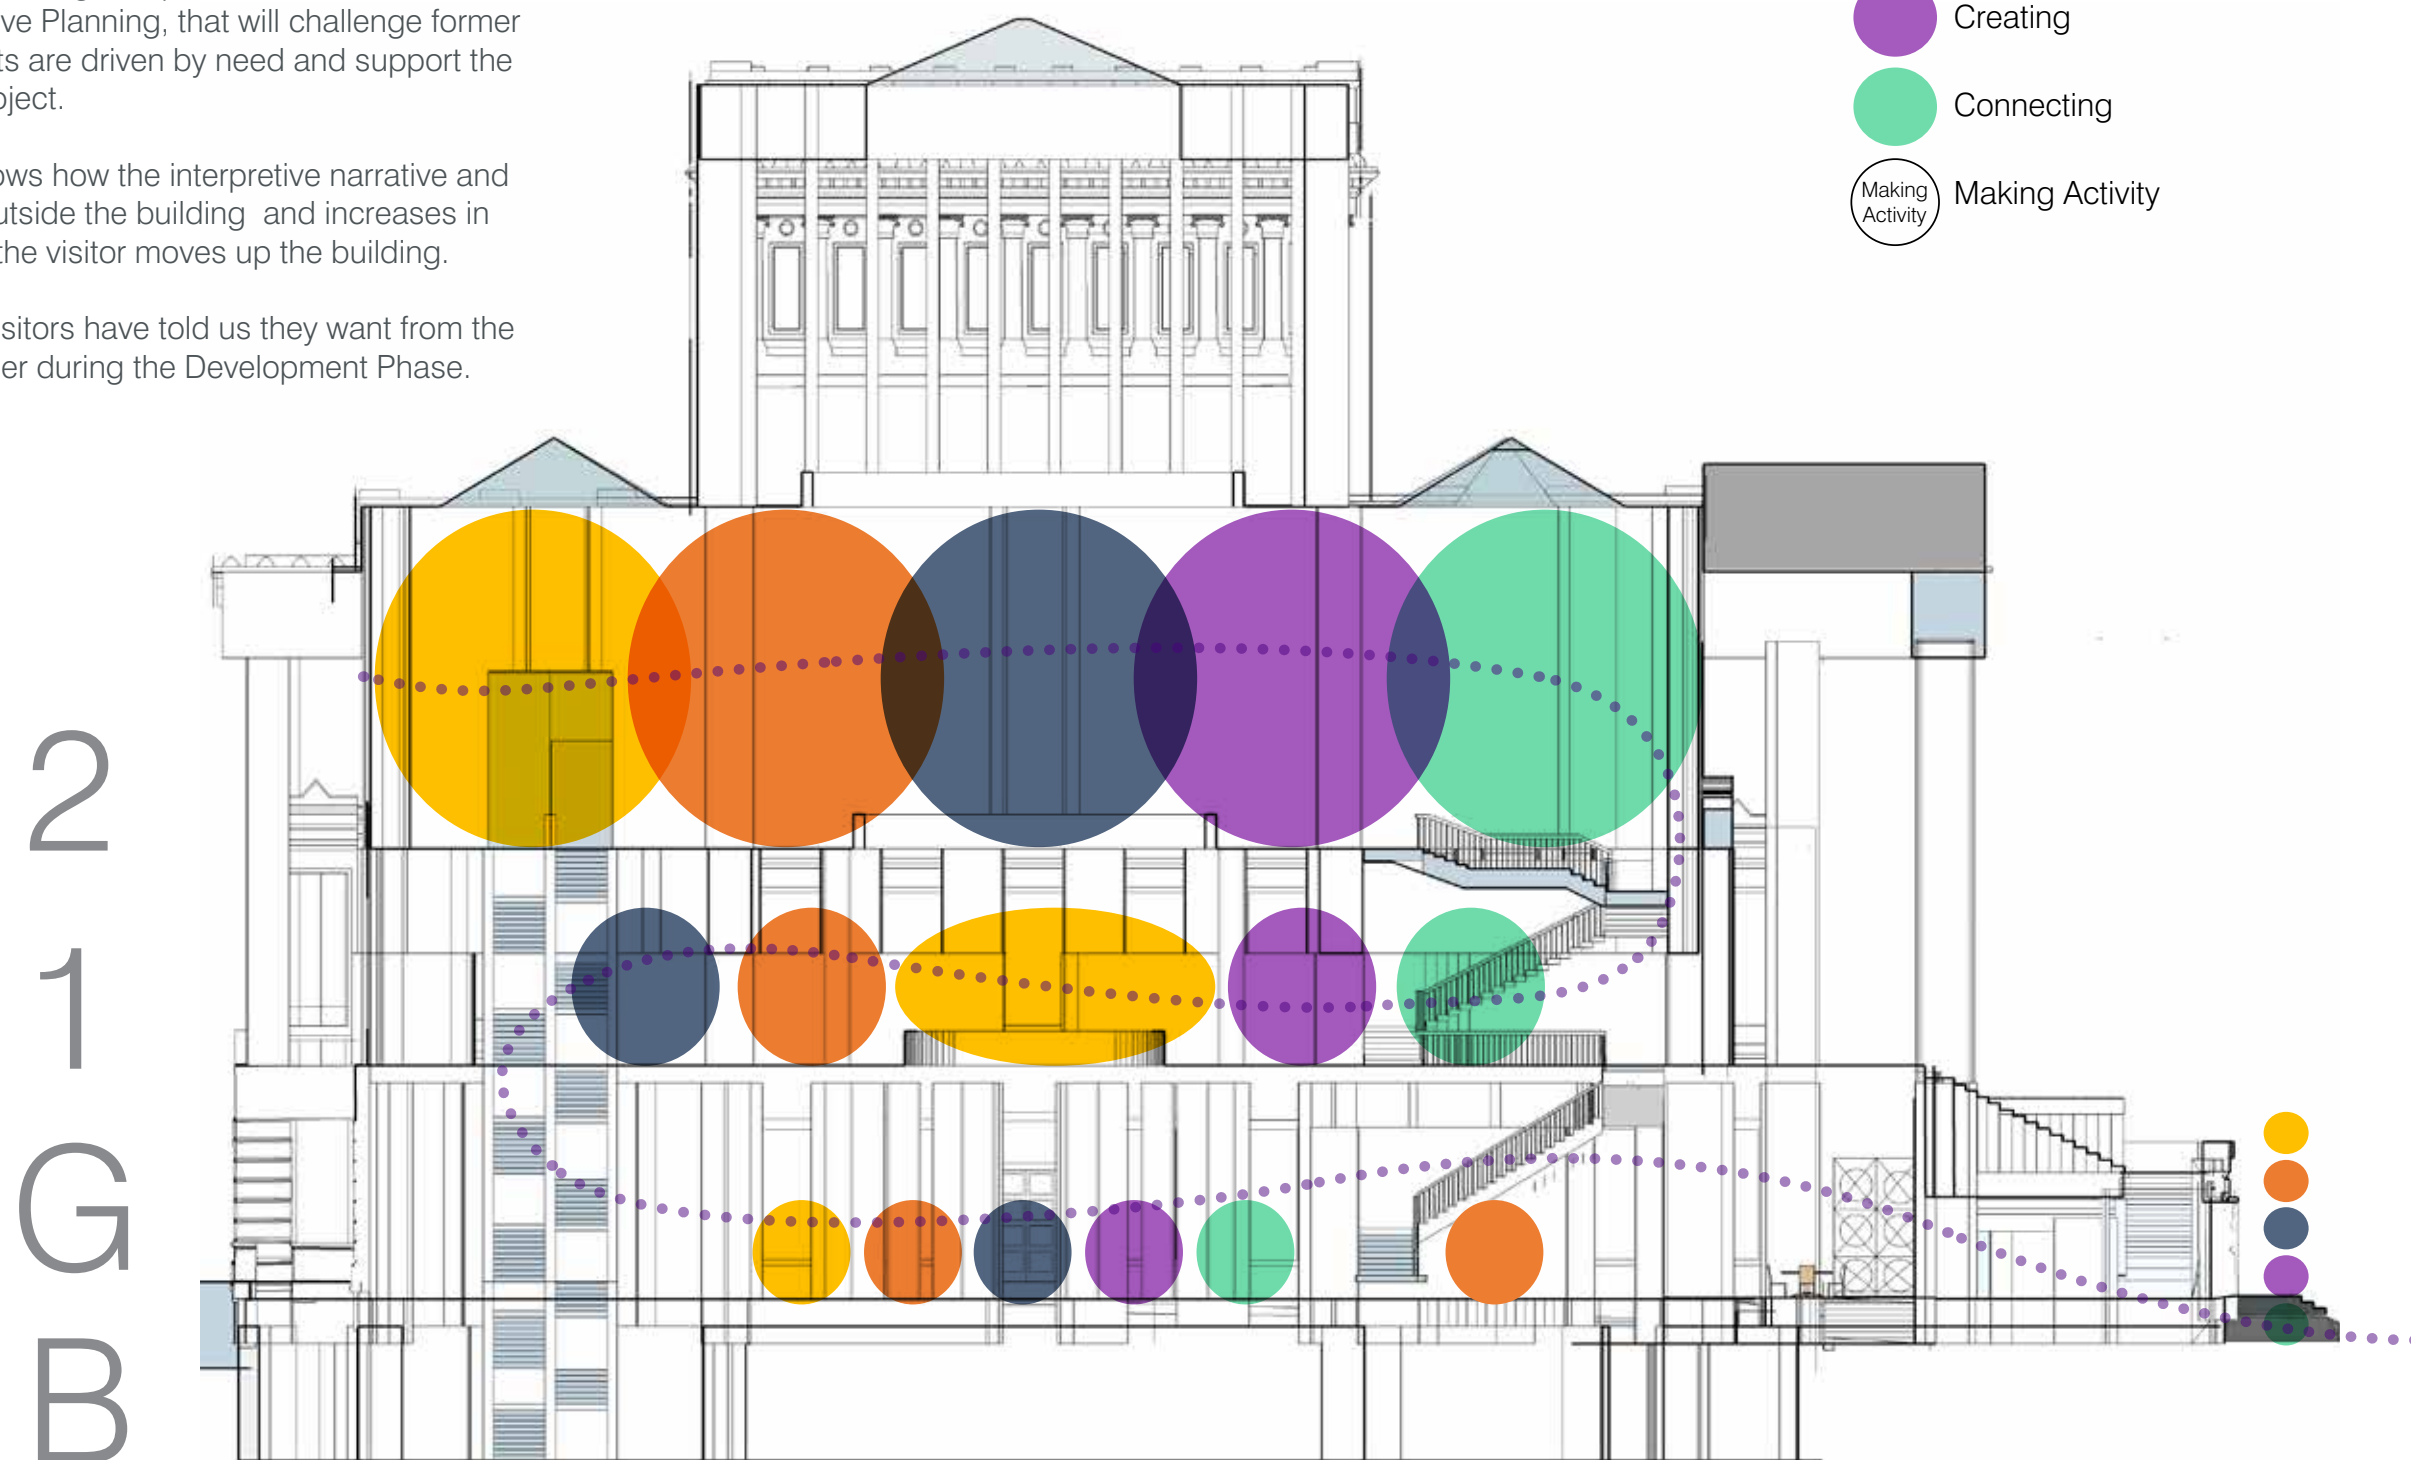 ve Planning, that will challenge former
ts are driven by need and support the
oject.
ows how the interpretive narrative and
utside the building and increases in
the visitor moves up the building.
isitors have told us they want from the
er during the Development Phase.
Creating
Connecting
Making
Activity
Making Activity
2
1
G
B